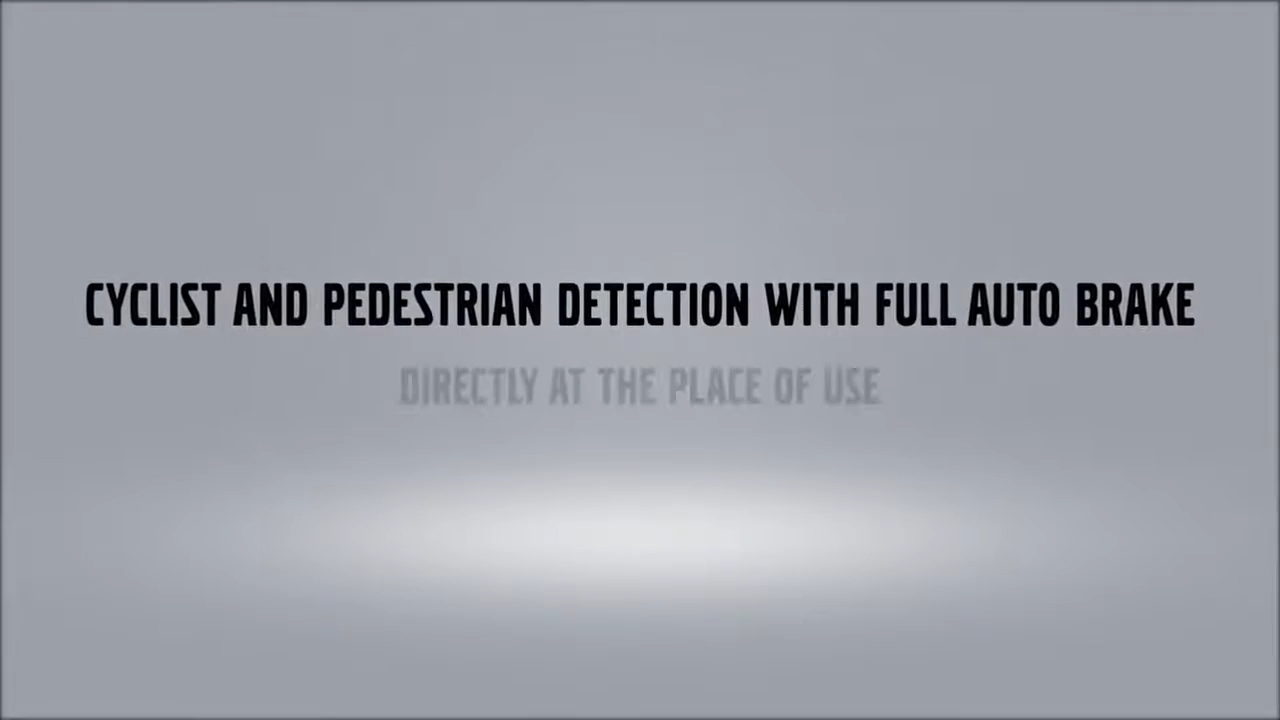 CYCLIST AND PEDESTRIAN DETECTION WITH FULL AUTO BRAKE
DIRECTLY AT THE PLACE OF USE